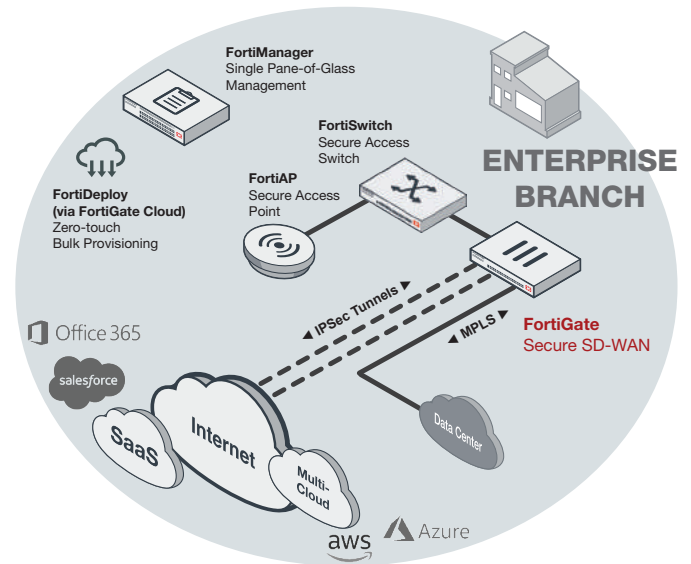 FortiManager
Single Pane-of-Glass
Management
FortiSwitch
Secure Access
Switch
ENTERPRISE
BRANCH
FortiDeploy
(via FortiGate Cloud)
Zero-touch
Bulk Provisioning
FortiAP
Secure Access
Point
◄ IPSec Tunnels ►
◄ MPLS ►
FortiGate
Secure SD-WAN
Office 365
salesforce
SaaS
Internet
Multi-
Cloud
Data Center
aws
Azure